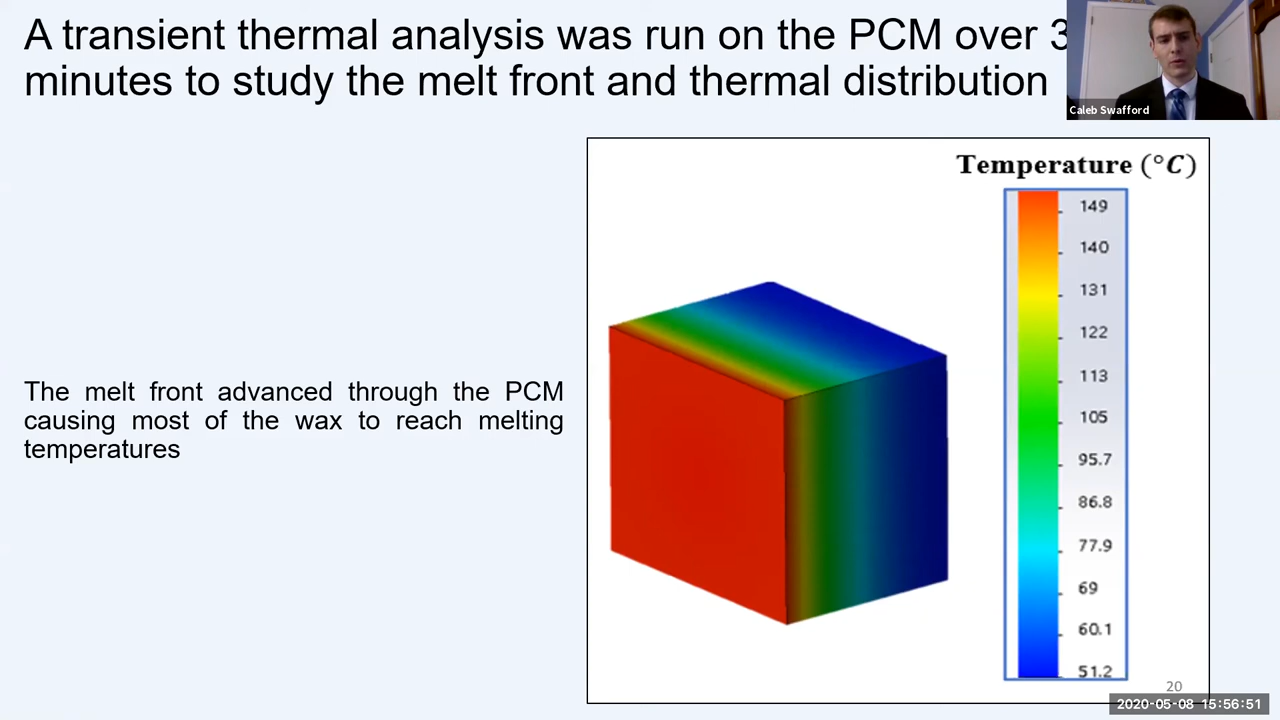 A transient thermal analysis was run on the PCM over 3
minutes to study the melt front and thermal distribution
Caleb Swafford
The melt front advanced through the PCM
causing most of the wax to reach melting
temperatures
Temperature (°C)
149
140
131
122
113
105
95.7
86.8
77.9
69
60.1
51.2
20
2020-05-08 15:56:51